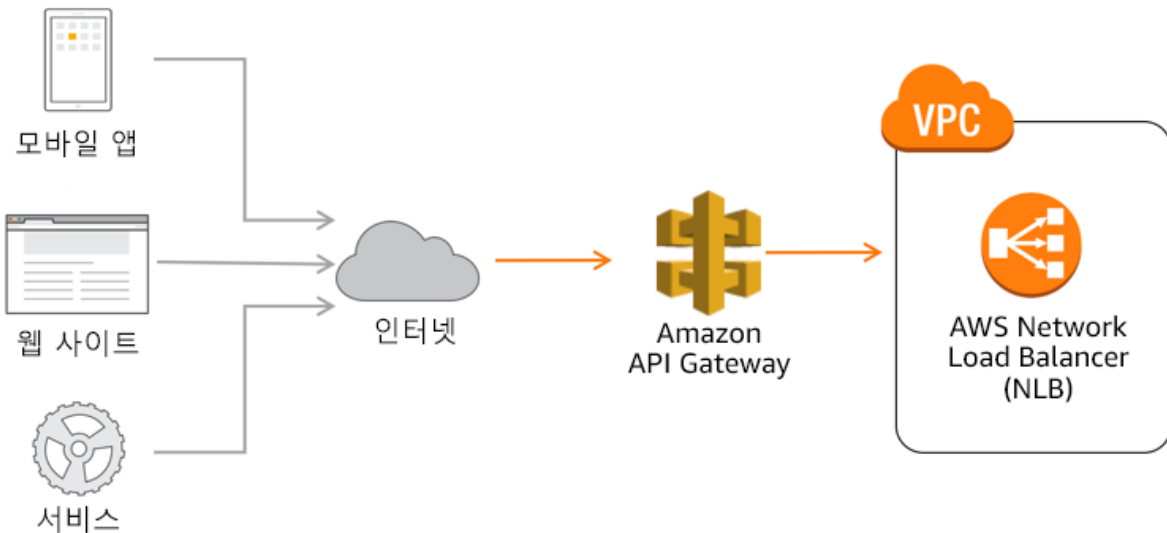 모바일 앱
웹 사이트
서비스
인터넷
Amazon
API Gateway
VPC
AWS Network
Load Balancer
(NLB)